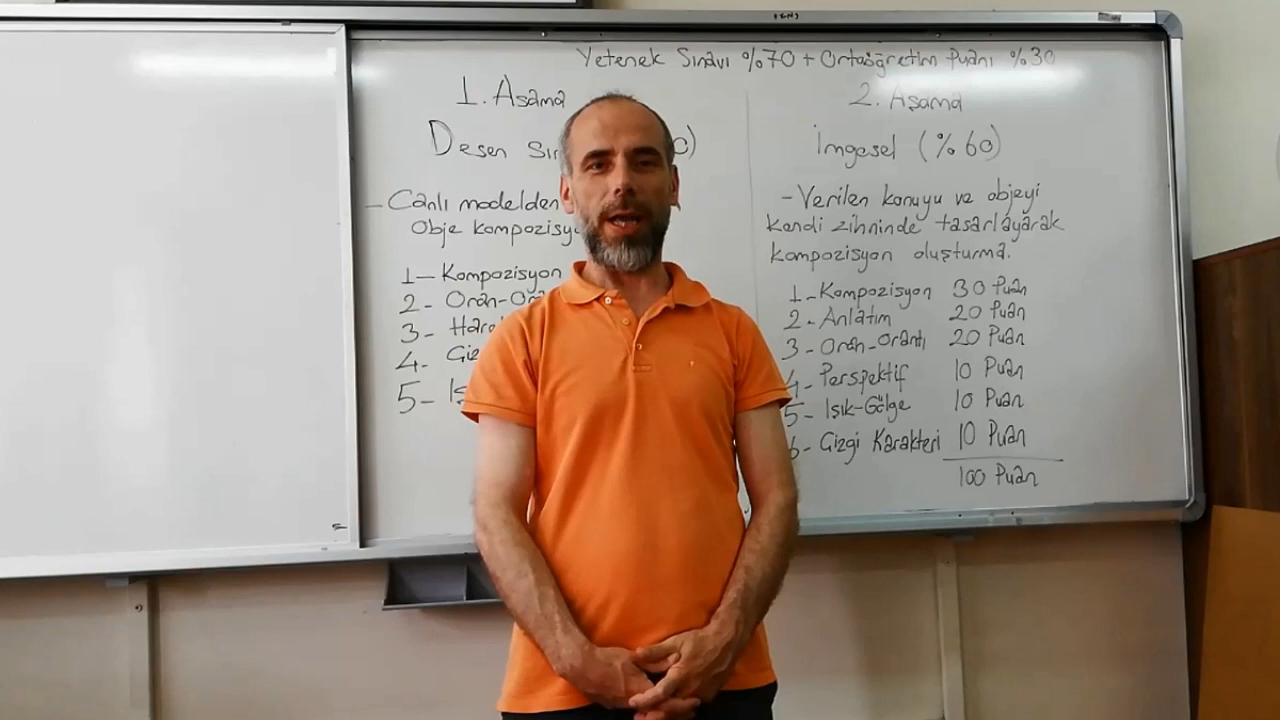 Yetenek Sınavı %70 + Ortaöğretim Puanı %30
1. Aşama
Desen
Canlı modelden
Obje
1- Kompozisyon
2- Oran-
3-
4-
5-
2. Aşama
İmgesel (%60)
- Verilen konuyu ve objeyi
kendi zihninde tasarlayarak
kompozisyon oluşturma.
1- Kompozisyon 30 Puan
2- Anlatım 20 Puan
3- Oran-Orantı 20 Puan
4- Perspektif 10 Puan
5- Işık-Gölge 10 Puan
6- Çizgi Karakteri 10 Puan
100 Puan